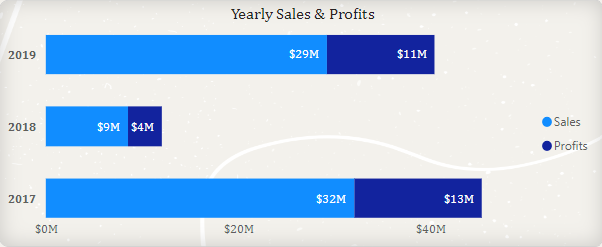 Yearly Sales & Profits
2019 $29M $11M
2018 $9M $4M
Sales
Profits
2017 $32M $13M
$0M $20M $40M